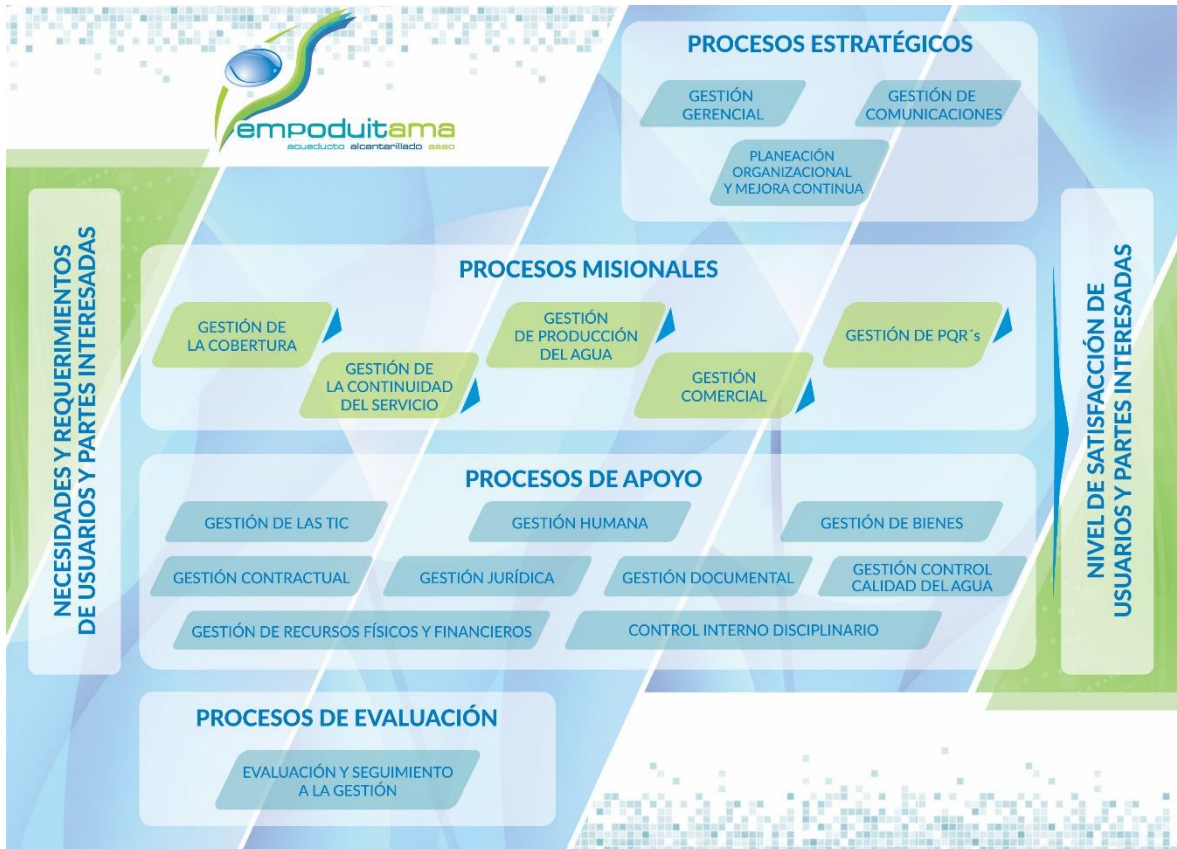 empoduitama
acueducto alcantarillado aseo
PROCESOS ESTRATÉGICOS
GESTIÓN
GERENCIAL
GESTIÓN DE
COMUNICACIONES
PLANEACIÓN
ORGANIZACIONAL
Y MEJORA CONTINUA
NECESIDADES Y REQUERIMIENTOS
DE USUARIOS Y PARTES INTERESADAS
PROCESOS MISIONALES
GESTIÓN DE
LA COBERTURA
GESTIÓN DE
LA CONTINUIDAD
DEL SERVICIO
GESTIÓN
DE PRODUCCIÓN
DEL AGUA
GESTIÓN
COMERCIAL
GESTIÓN DE PQR´s
PROCESOS DE APOYO
GESTIÓN DE LAS TIC
GESTIÓN HUMANA
GESTIÓN DE BIENES
GESTIÓN CONTRACTUAL
GESTIÓN JURÍDICA
GESTIÓN DOCUMENTAL
GESTIÓN CONTROL
CALIDAD DEL AGUA
GESTIÓN DE RECURSOS FÍSICOS Y FINANCIEROS
CONTROL INTERNO DISCIPLINARIO
PROCESOS DE EVALUACIÓN
EVALUACIÓN Y SEGUIMIENTO
A LA GESTIÓN
NIVEL DE SATISFACCIÓN DE
USUARIOS Y PARTES INTERESADAS